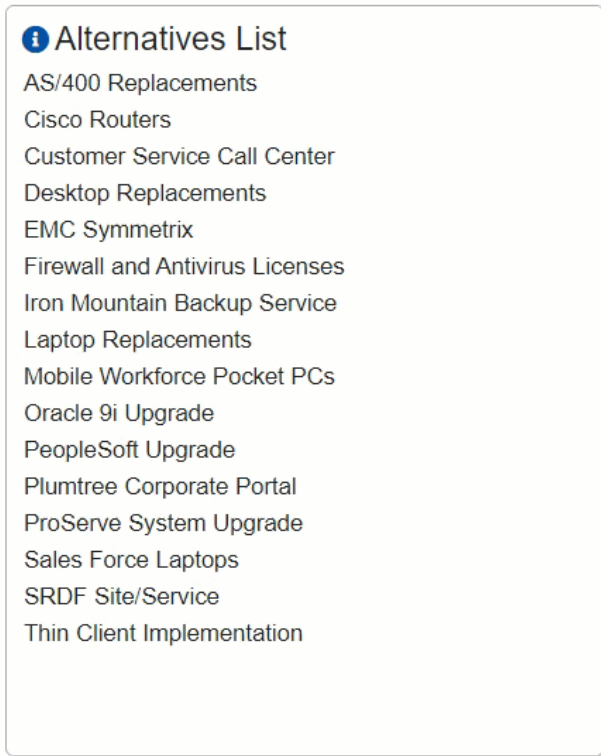 Alternatives List
AS/400 Replacements
Cisco Routers
Customer Service Call Center
Desktop Replacements
EMC Symmetrix
Firewall and Antivirus Licenses
Iron Mountain Backup Service
Laptop Replacements
Mobile Workforce Pocket PCs
Oracle 9i Upgrade
PeopleSoft Upgrade
Plumtree Corporate Portal
ProServe System Upgrade
Sales Force Laptops
SRDF Site/Service
Thin Client Implementation